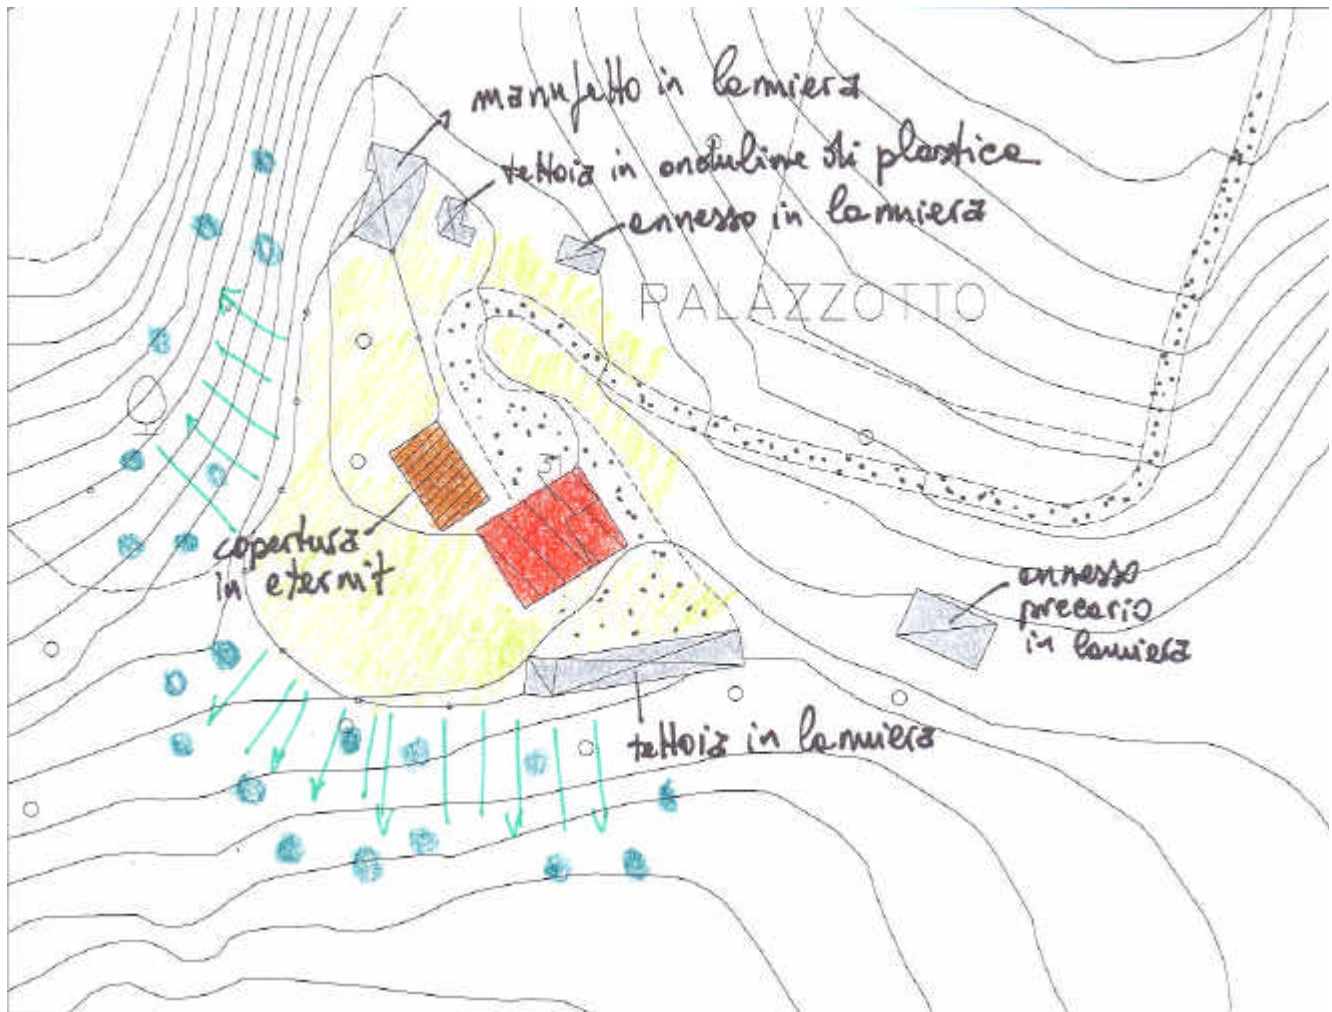 manufatto in lamiera
tettoia in ondulina di plastica
annesso in lamiera
PALAZZOTTO
31
copertura
in eternit
annesso
precario
in lamiera
tettoia in lamiera